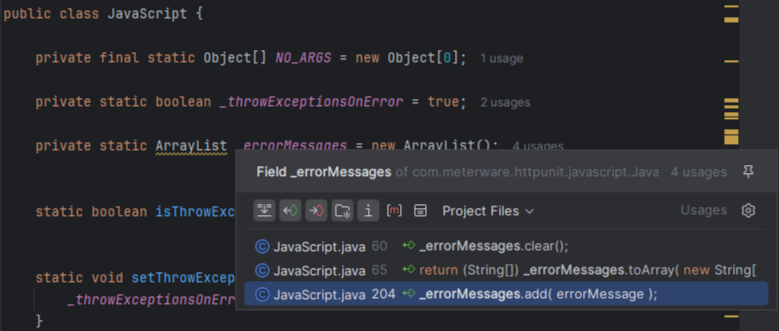 public class JavaScript {
private final static Object[] NO_ARGS = new Object[0]; 1 usage
private static boolean _throwExceptionsOnError = true; 2 usages
private static ArrayList _errorMessages = new ArrayList(); 4 usages
Field _errorMessages of com.meterware.httpunit.javascript.Java 4 usages
static boolean isThrowExc
[m] Project Files Usages
JavaScript.java 60 _errorMessages.clear();
static void setThrowExcep
JavaScript.java 65 return (String[]) _errorMessages.toArray( new String[
_throwExceptionsOnErr
JavaScript.java 204 _errorMessages.add( errorMessage );
}